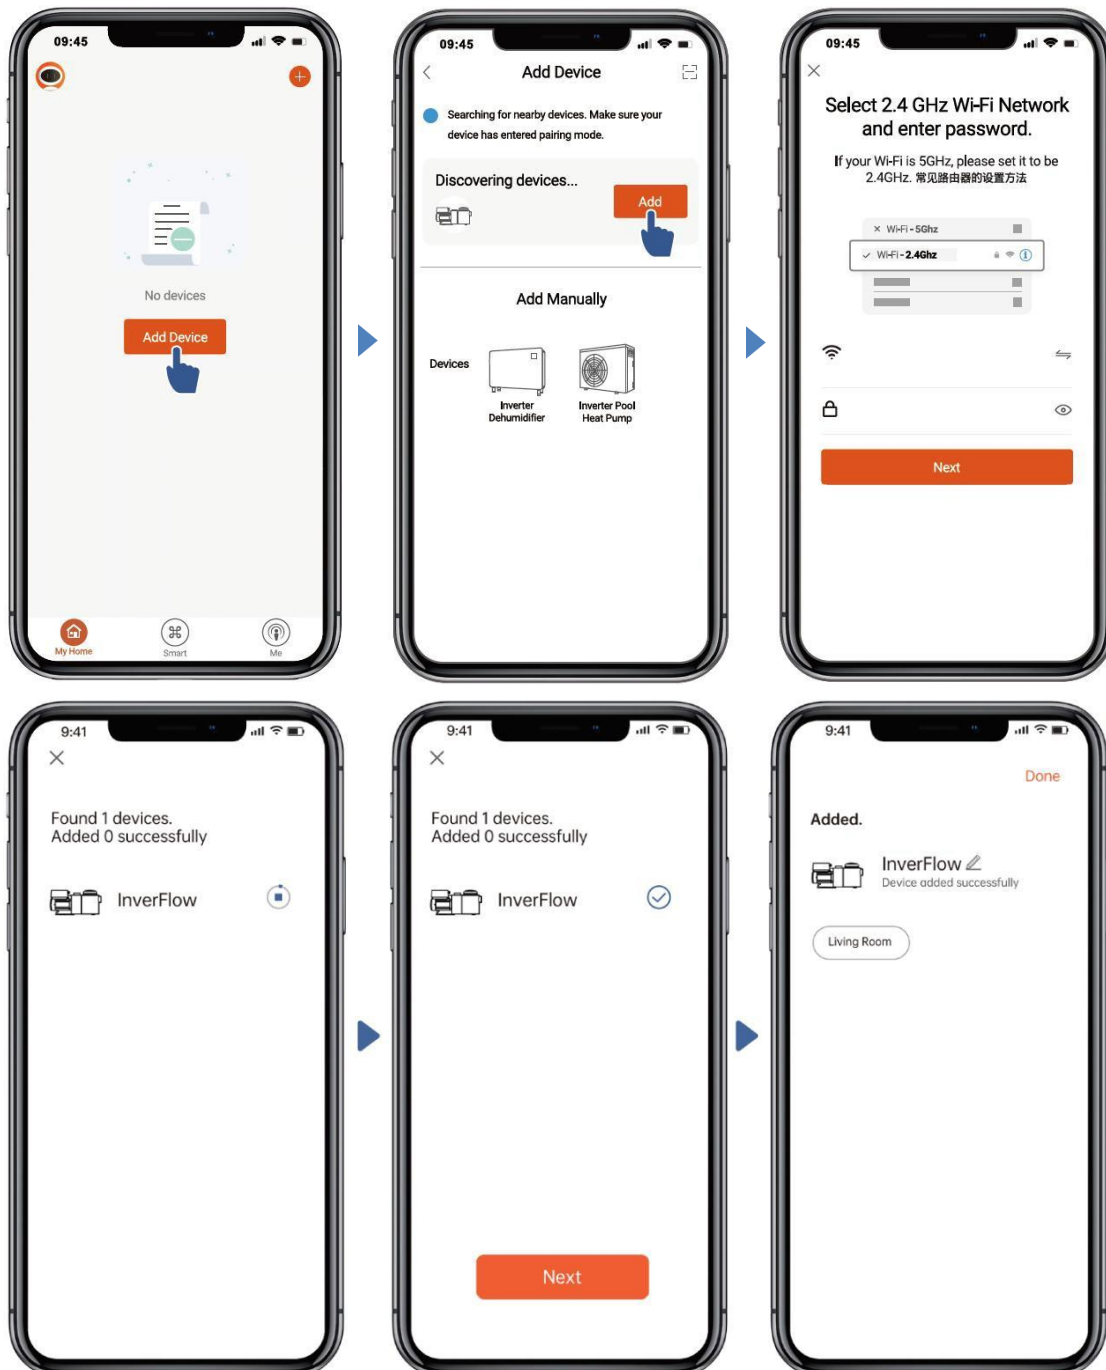 09:45
No devices
Add Device
My Home
Smart
Me
09:45
Add Device
Searching for nearby devices. Make sure your
device has entered pairing mode.
Discovering devices...
Add
Add Manually
Devices
Inverter
Dehumidifier
Inverter Pool
Heat Pump
09:45
Select 2.4 GHz Wi-Fi Network
and enter password.
If your Wi-Fi is 5GHz, please set it to be
2.4GHz. 常见路由器的设置方法
Wi-Fi - 5Ghz
Wi-Fi - 2.4Ghz
Next
9:41
Found 1 devices.
Added 0 successfully
InverFlow
9:41
Found 1 devices.
Added 0 successfully
InverFlow
Next
9:41
Done
Added.
InverFlow
Device added successfully
Living Room